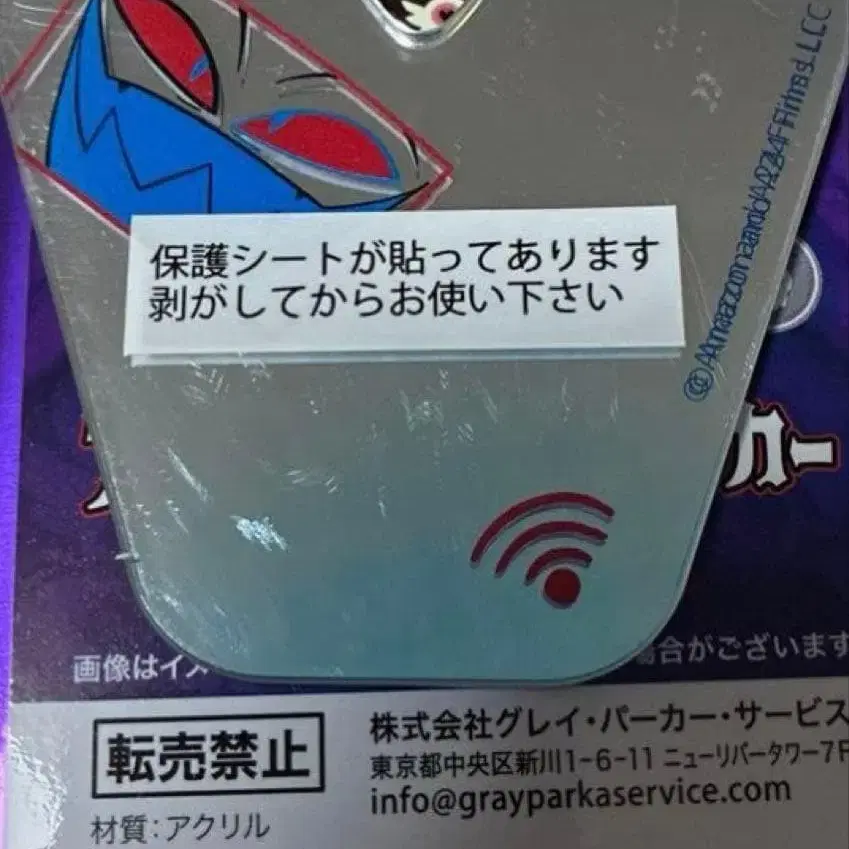 保護シートが貼ってあります
剥がしてからお使い下さい
カー
画像はイメ
場合がございます
転売禁止
株式会社グレイ・パーカー・サービス
東京都中央区新川1-6-11 ニューリバータワー7F
info@grayparkaservice.com
材質：アクリル